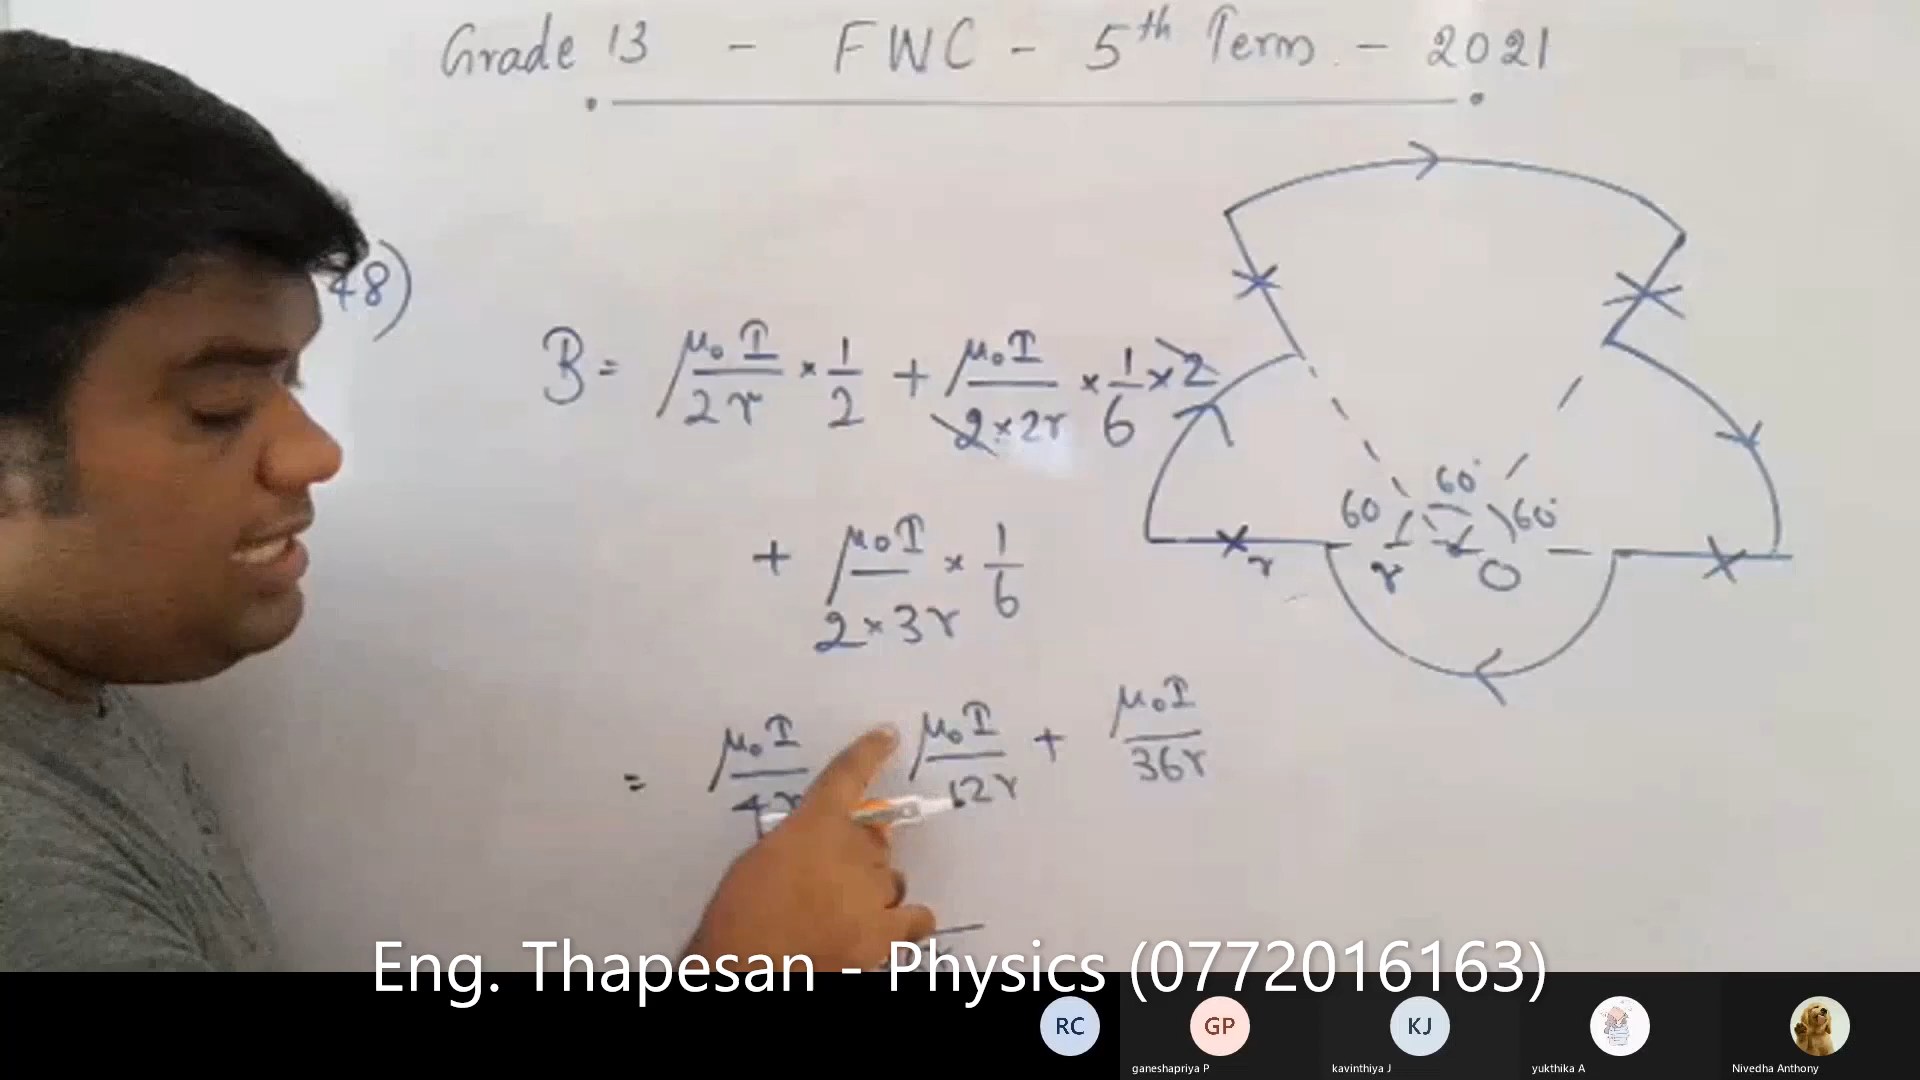 Grade 13 - FWC - 5th Term - 2021
48)
B = μ₀I/2r × 1/2 + μ₀I/2×2r × 1/6 × 2
+ μ₀I/2×3r × 1/6
= μ₀I/4r μ₀I/12r + μ₀I/36r
60° 60° 60°
r r O
Eng. Thapesan - Physics (0772016163)
RC GP KJ
ganeshapriya P kavinthiya J yukthika A Nivedha Anthony